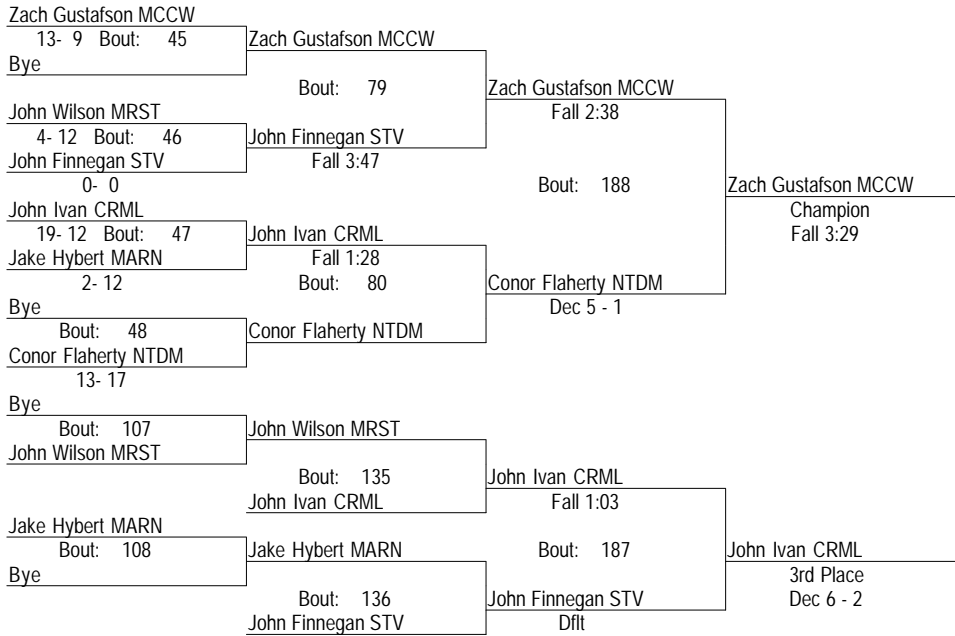 Zach Gustafson MCCW
13- 9 Bout: 45
Zach Gustafson MCCW
Bye
Bout: 79
Zach Gustafson MCCW
Fall 2:38
John Wilson MRST
4- 12 Bout: 46
John Finnegan STV
John Finnegan STV
Fall 3:47
0- 0
Bout: 188
Zach Gustafson MCCW
Champion
Fall 3:29
John Ivan CRML
19- 12 Bout: 47
John Ivan CRML
Jake Hybert MARN
Fall 1:28
2- 12
Bout: 80
Conor Flaherty NTDM
Dec 5 - 1
Bye
Bout: 48
Conor Flaherty NTDM
Conor Flaherty NTDM
13- 17
Bye
Bout: 107
John Wilson MRST
John Wilson MRST
Bout: 135
John Ivan CRML
John Ivan CRML
Fall 1:03
Jake Hybert MARN
Bout: 108
Jake Hybert MARN
Bout: 187
John Ivan CRML
Bye
3rd Place
Dec 6 - 2
Bout: 136
John Finnegan STV
John Finnegan STV
Dflt